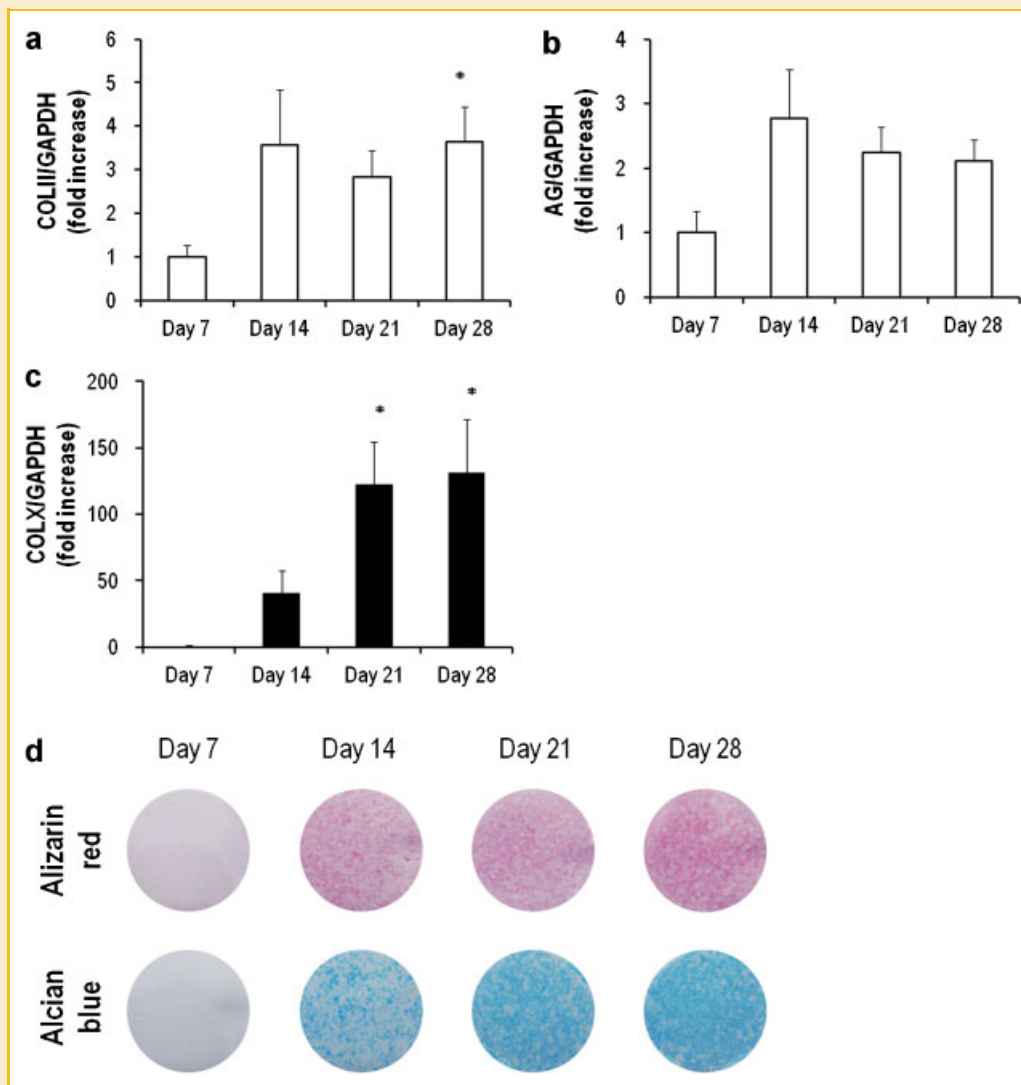 a
COLII/GAPDH
(fold increase)
6
5
4
3
2
1
0
*
Day 7 Day 14 Day 21 Day 28
b
AG/GAPDH
(fold increase)
4
3
2
1
0
Day 7 Day 14 Day 21 Day 28
c
COLX/GAPDH
(fold increase)
200
150
100
50
0
* *
Day 7 Day 14 Day 21 Day 28
d
Day 7 Day 14 Day 21 Day 28
Alizarin
red
Alcian
blue